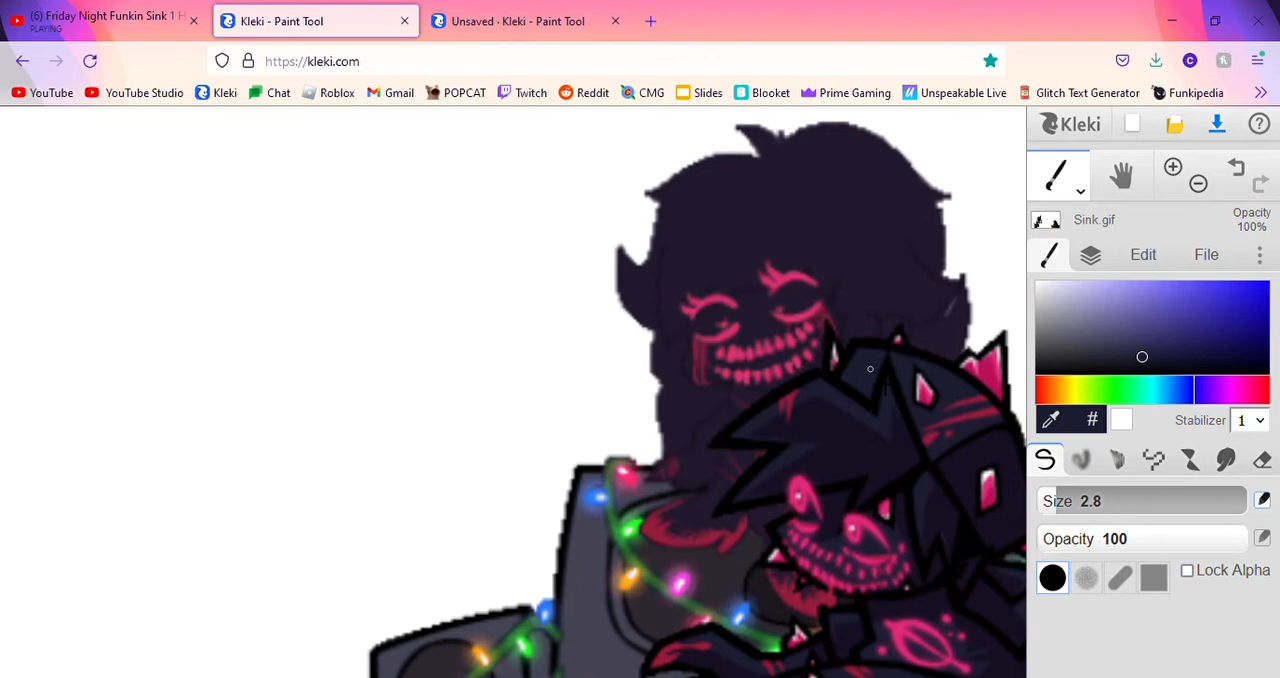 (6) Friday Night Funkin Sink 1 H
PLAYING
Kleki - Paint Tool
Unsaved · Kleki - Paint Tool
https://kleki.com
YouTube YouTube Studio Kleki Chat Roblox Gmail POPCAT Twitch Reddit CMG Slides Blooket Prime Gaming Unspeakable Live Glitch Text Generator Funkipedia
Kleki
Sink.gif
Opacity
100%
Edit File
# Stabilizer 1
Size 2.8
Opacity 100
Lock Alpha